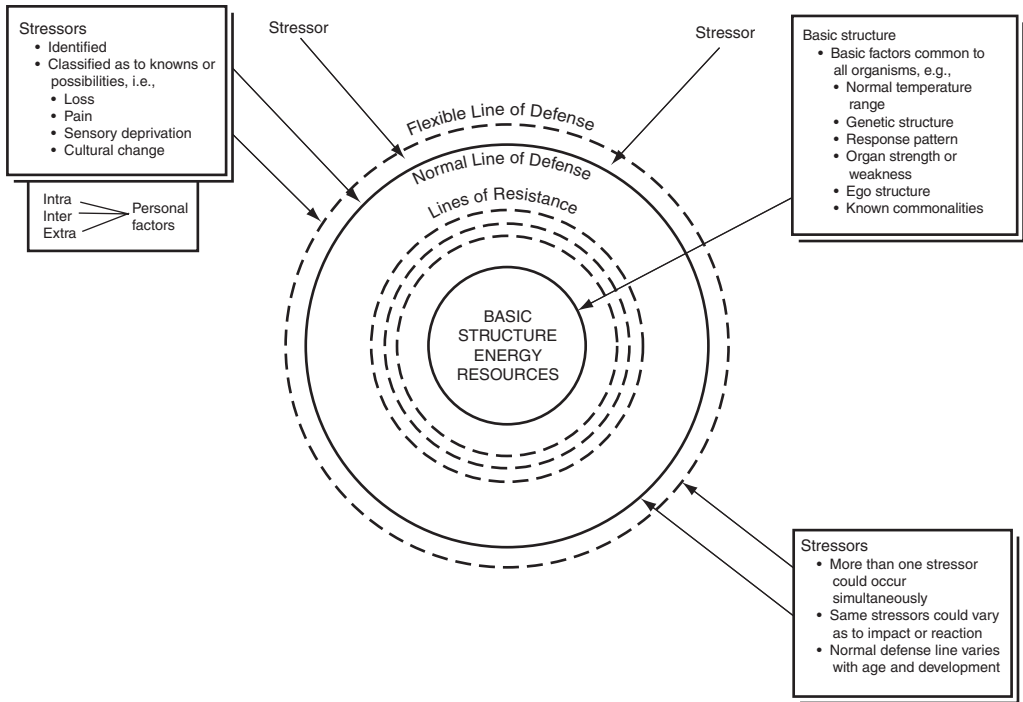 Stressors
• Identified
• Classified as to knowns or
possibilities, i.e.,
• Loss
• Pain
• Sensory deprivation
• Cultural change
Intra
Inter
Extra
Personal
factors
Stressor
Stressor
Basic structure
• Basic factors common to
all organisms, e.g.,
• Normal temperature
range
• Genetic structure
• Response pattern
• Organ strength or
weakness
• Ego structure
• Known commonalities
Flexible Line of Defense
Normal Line of Defense
Lines of Resistance
BASIC
STRUCTURE
ENERGY
RESOURCES
Stressors
• More than one stressor
could occur
simultaneously
• Same stressors could vary
as to impact or reaction
• Normal defense line varies
with age and development